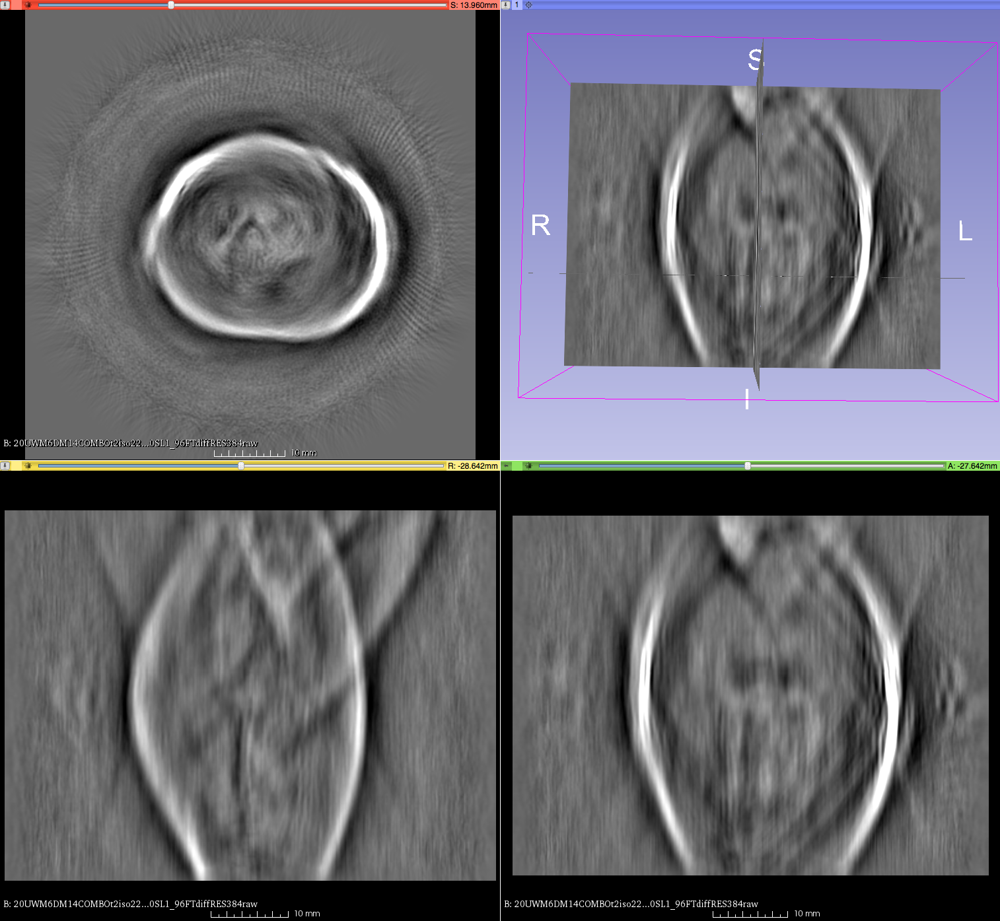 S: 13.960mm
B: 20UWM6DM14COMBOt2iso22...0SL1_96FTdiffRES384raw
10 mm
1
S
R
L
I
R: -28.642mm
B: 20UWM6DM14COMBOt2iso22...0SL1_96FTdiffRES384raw
10 mm
A: -27.642mm
B: 20UWM6DM14COMBOt2iso22...0SL1_96FTdiffRES384raw
10 mm